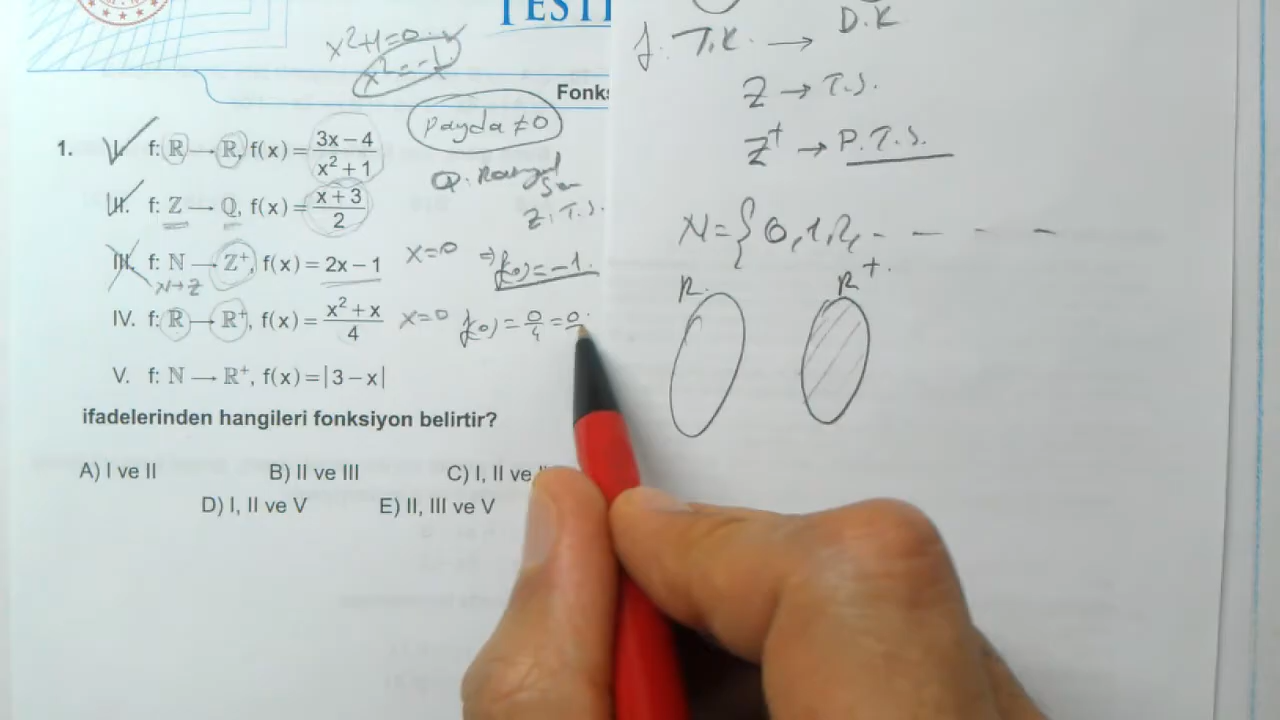 TESTİ
x²+1=0
x²=-1
Fonks
payda ≠ 0
1. I. f: ℝ → ℝ, f(x) = (3x − 4)/(x² + 1)
Q: Rasyonel
II. f: ℤ → ℚ, f(x) = (x + 3)/2
Z: T.S.
III. f: ℕ → ℤ⁺, f(x) = 2x − 1 x=0 ⇒ f(0)=-1
N→Z
IV. f: ℝ → ℝ⁺, f(x) = (x² + x)/4 x=0 f(0)=0/4=0
V. f: ℕ → ℝ⁺, f(x) = |3 − x|
ifadelerinden hangileri fonksiyon belirtir?
A) I ve II B) II ve III C) I, II ve
D) I, II ve V E) II, III ve V
f: T.K. → D.K
Z → T.S.
Z⁺ → P.T.S.
N={0,1,2, - - - -
R. R⁺.